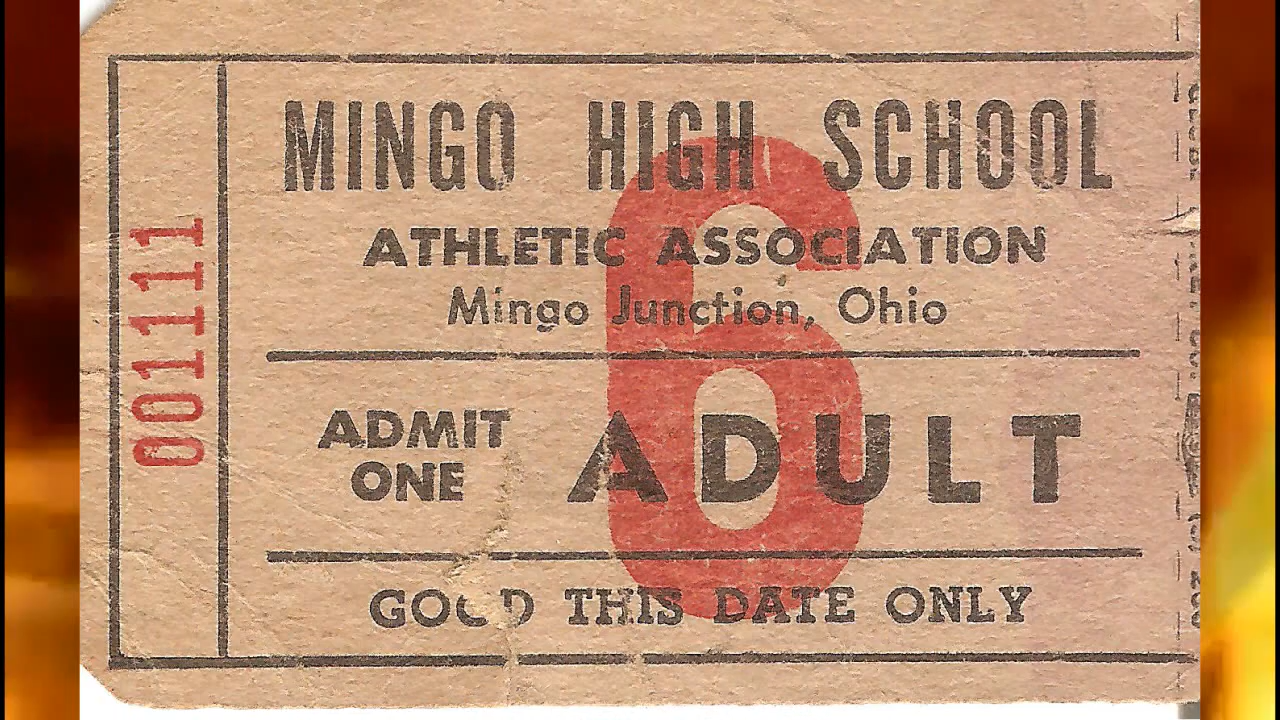 MINGO HIGH SCHOOL
ATHLETIC ASSOCIATION
Mingo Junction, Ohio
6
ADMIT
ONE
ADULT
GOOD THIS DATE ONLY
001111